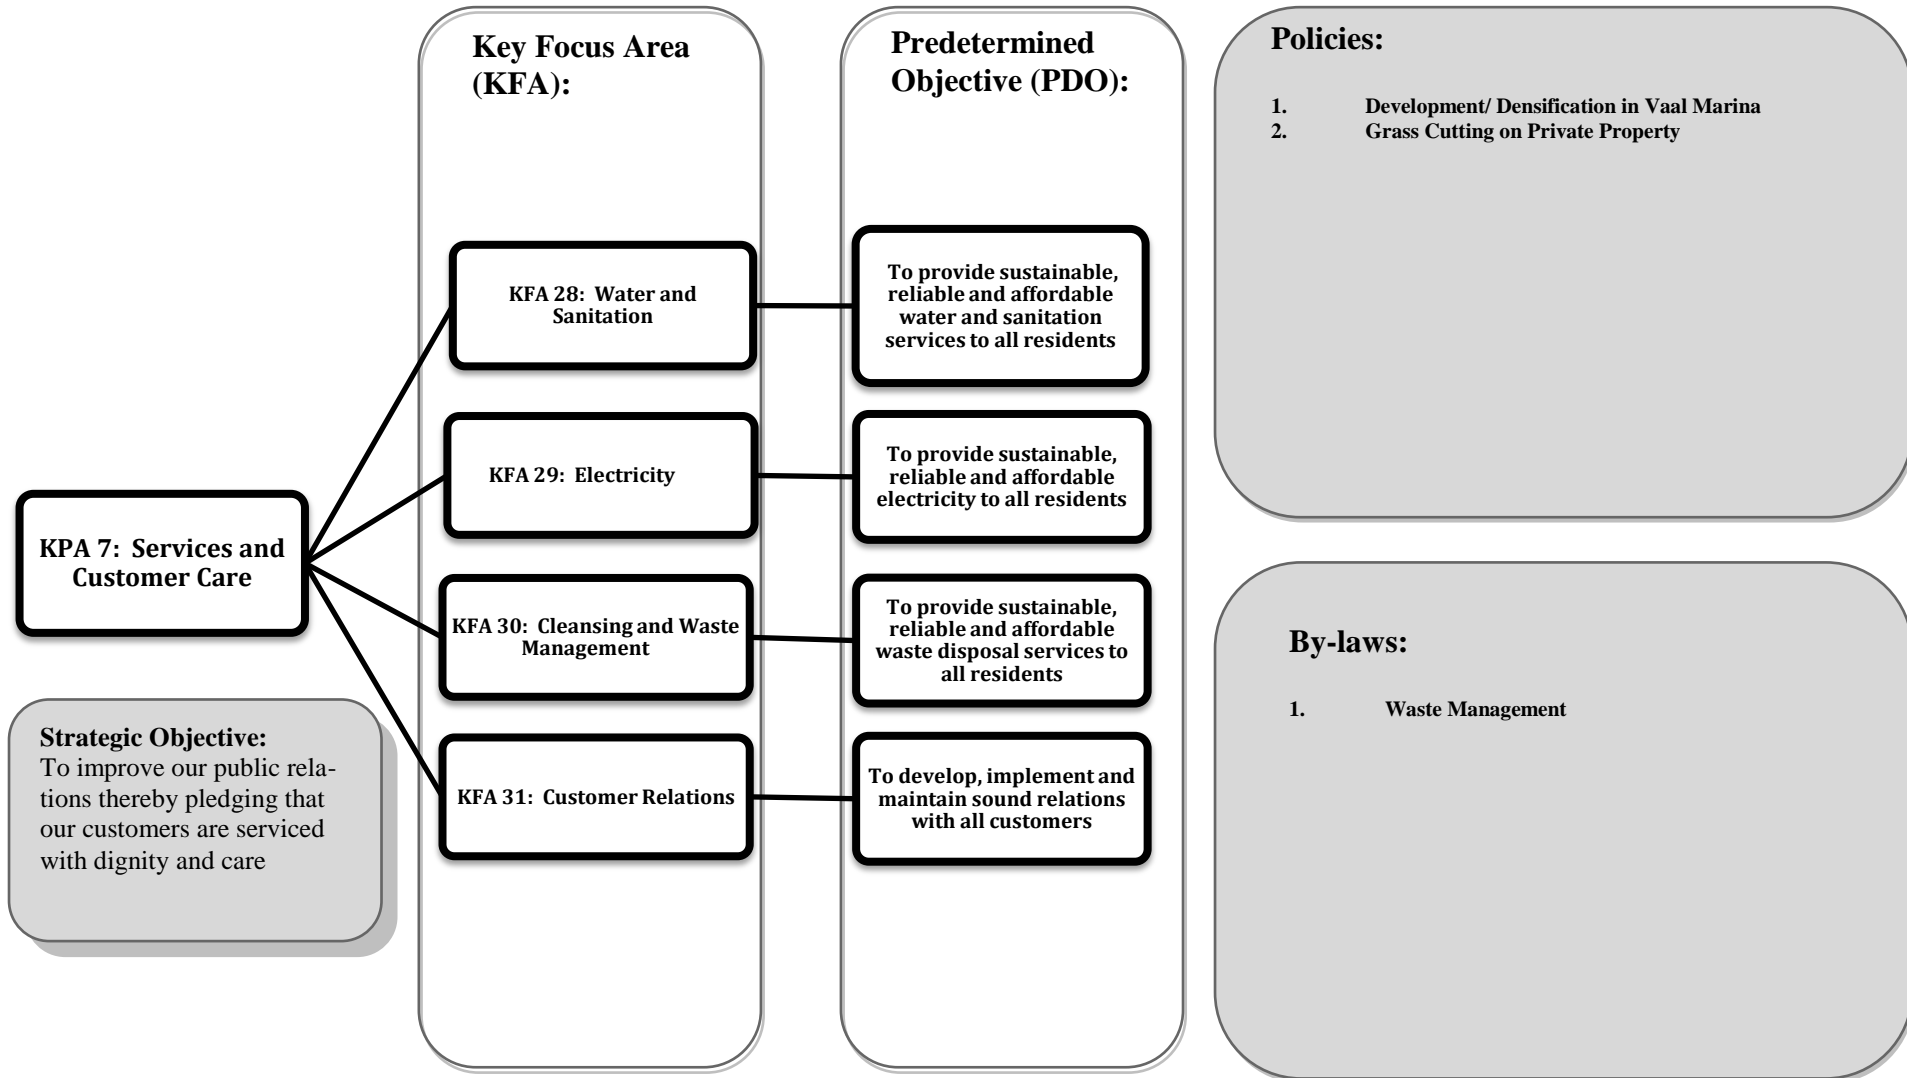 Key Focus Area
(KFA):
Predetermined
Objective (PDO):
Policies:
1. Development/ Densification in Vaal Marina
2. Grass Cutting on Private Property
KPA 7: Services and
Customer Care
Strategic Objective:
To improve our public rela-
tions thereby pledging that
our customers are serviced
with dignity and care
KFA 28: Water and
Sanitation
To provide sustainable,
reliable and affordable
water and sanitation
services to all residents
KFA 29: Electricity
To provide sustainable,
reliable and affordable
electricity to all residents
KFA 30: Cleansing and Waste
Management
To provide sustainable,
reliable and affordable
waste disposal services to
all residents
KFA 31: Customer Relations
To develop, implement and
maintain sound relations
with all customers
By-laws:
1. Waste Management